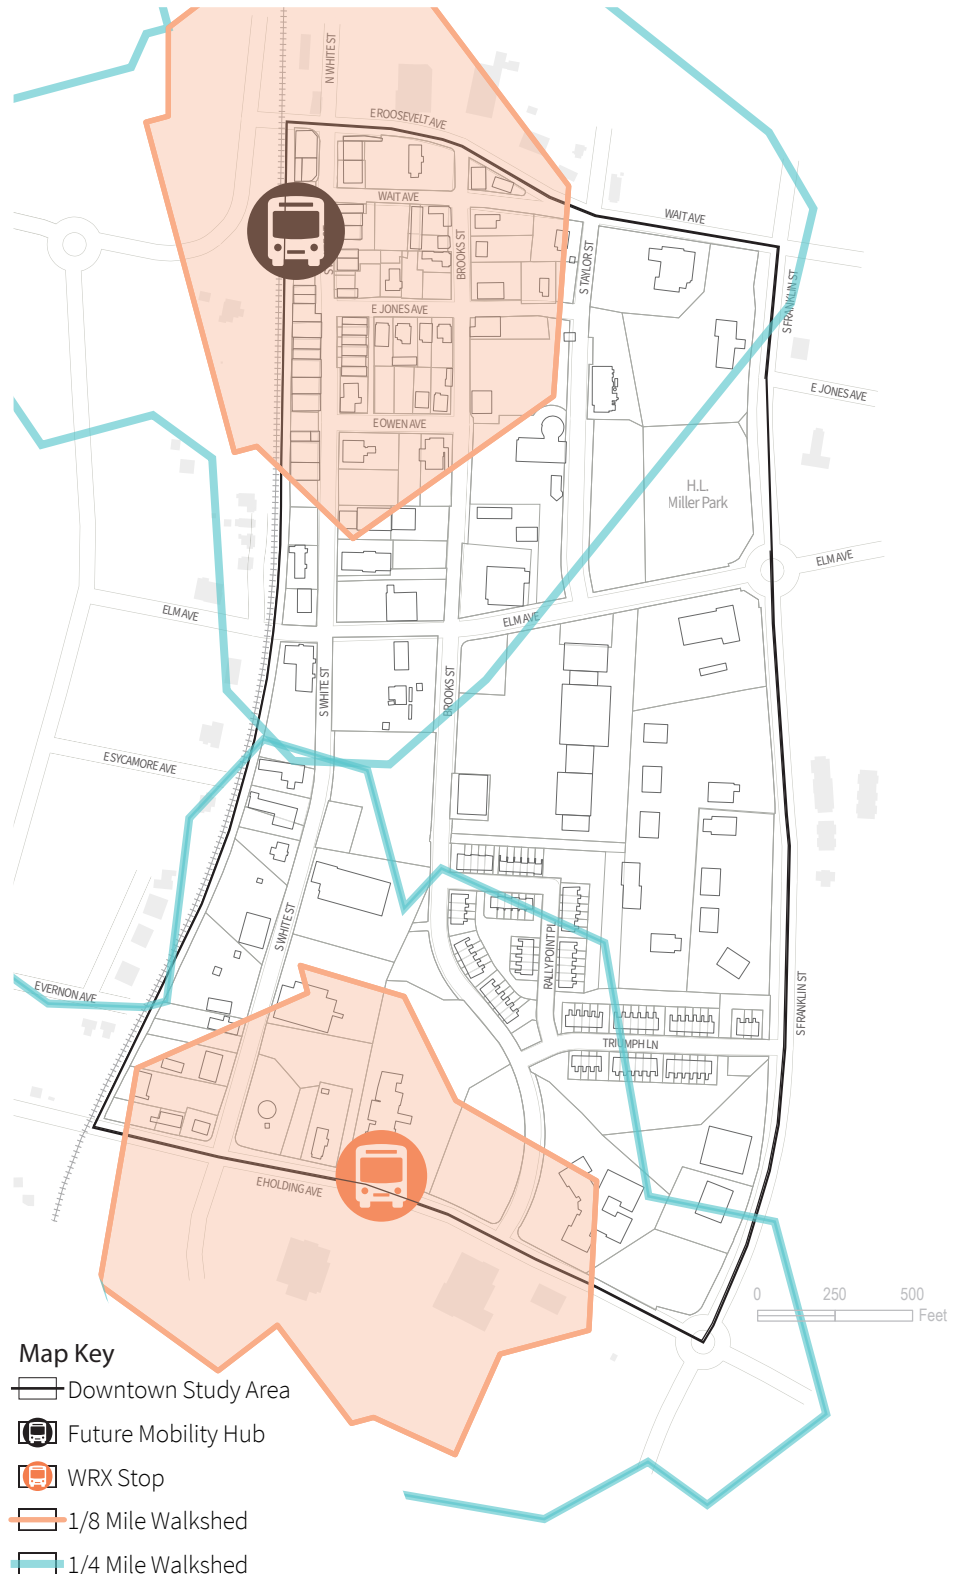 N WHITE ST
E ROOSEVELT AVE
WAIT AVE
WAIT AVE
BROOKS ST
S TAYLOR ST
S FRANKLIN ST
S
E JONES AVE
E JONES AVE
E OWEN AVE
H.L.
Miller Park
ELM AVE
ELM AVE
ELM AVE
S WHITE ST
BROOKS ST
E SYCAMORE AVE
S WHITE ST
RALLY POINT PL
E VERNON AVE
S FRANKLIN ST
TRIUMPH LN
E HOLDING AVE
0 250 500
Feet
Map Key
Downtown Study Area
Future Mobility Hub
WRX Stop
1/8 Mile Walkshed
1/4 Mile Walkshed